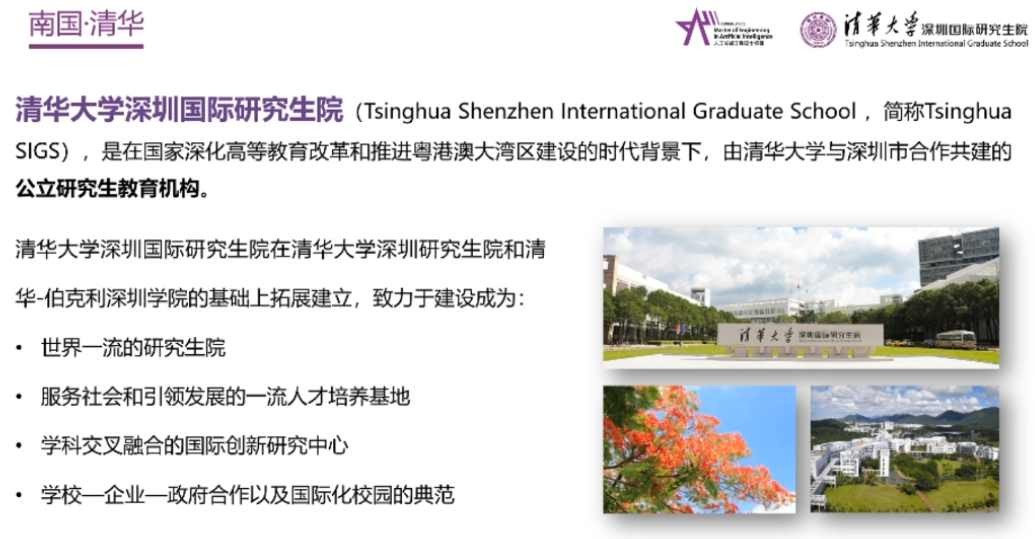 南国·清华
Master of Engineering
in Artificial Intelligence
人工智能工程硕士项目
清华大学深圳国际研究生院
Tsinghua Shenzhen International Graduate School
清华大学深圳国际研究生院（Tsinghua Shenzhen International Graduate School ，简称Tsinghua
SIGS），是在国家深化高等教育改革和推进粤港澳大湾区建设的时代背景下，由清华大学与深圳市合作共建的
公立研究生教育机构。
清华大学深圳国际研究生院在清华大学深圳研究生院和清
华-伯克利深圳学院的基础上拓展建立，致力于建设成为：
• 世界一流的研究生院
• 服务社会和引领发展的一流人才培养基地
• 学科交叉融合的国际创新研究中心
• 学校—企业—政府合作以及国际化校园的典范
清华大学深圳国际研究生院